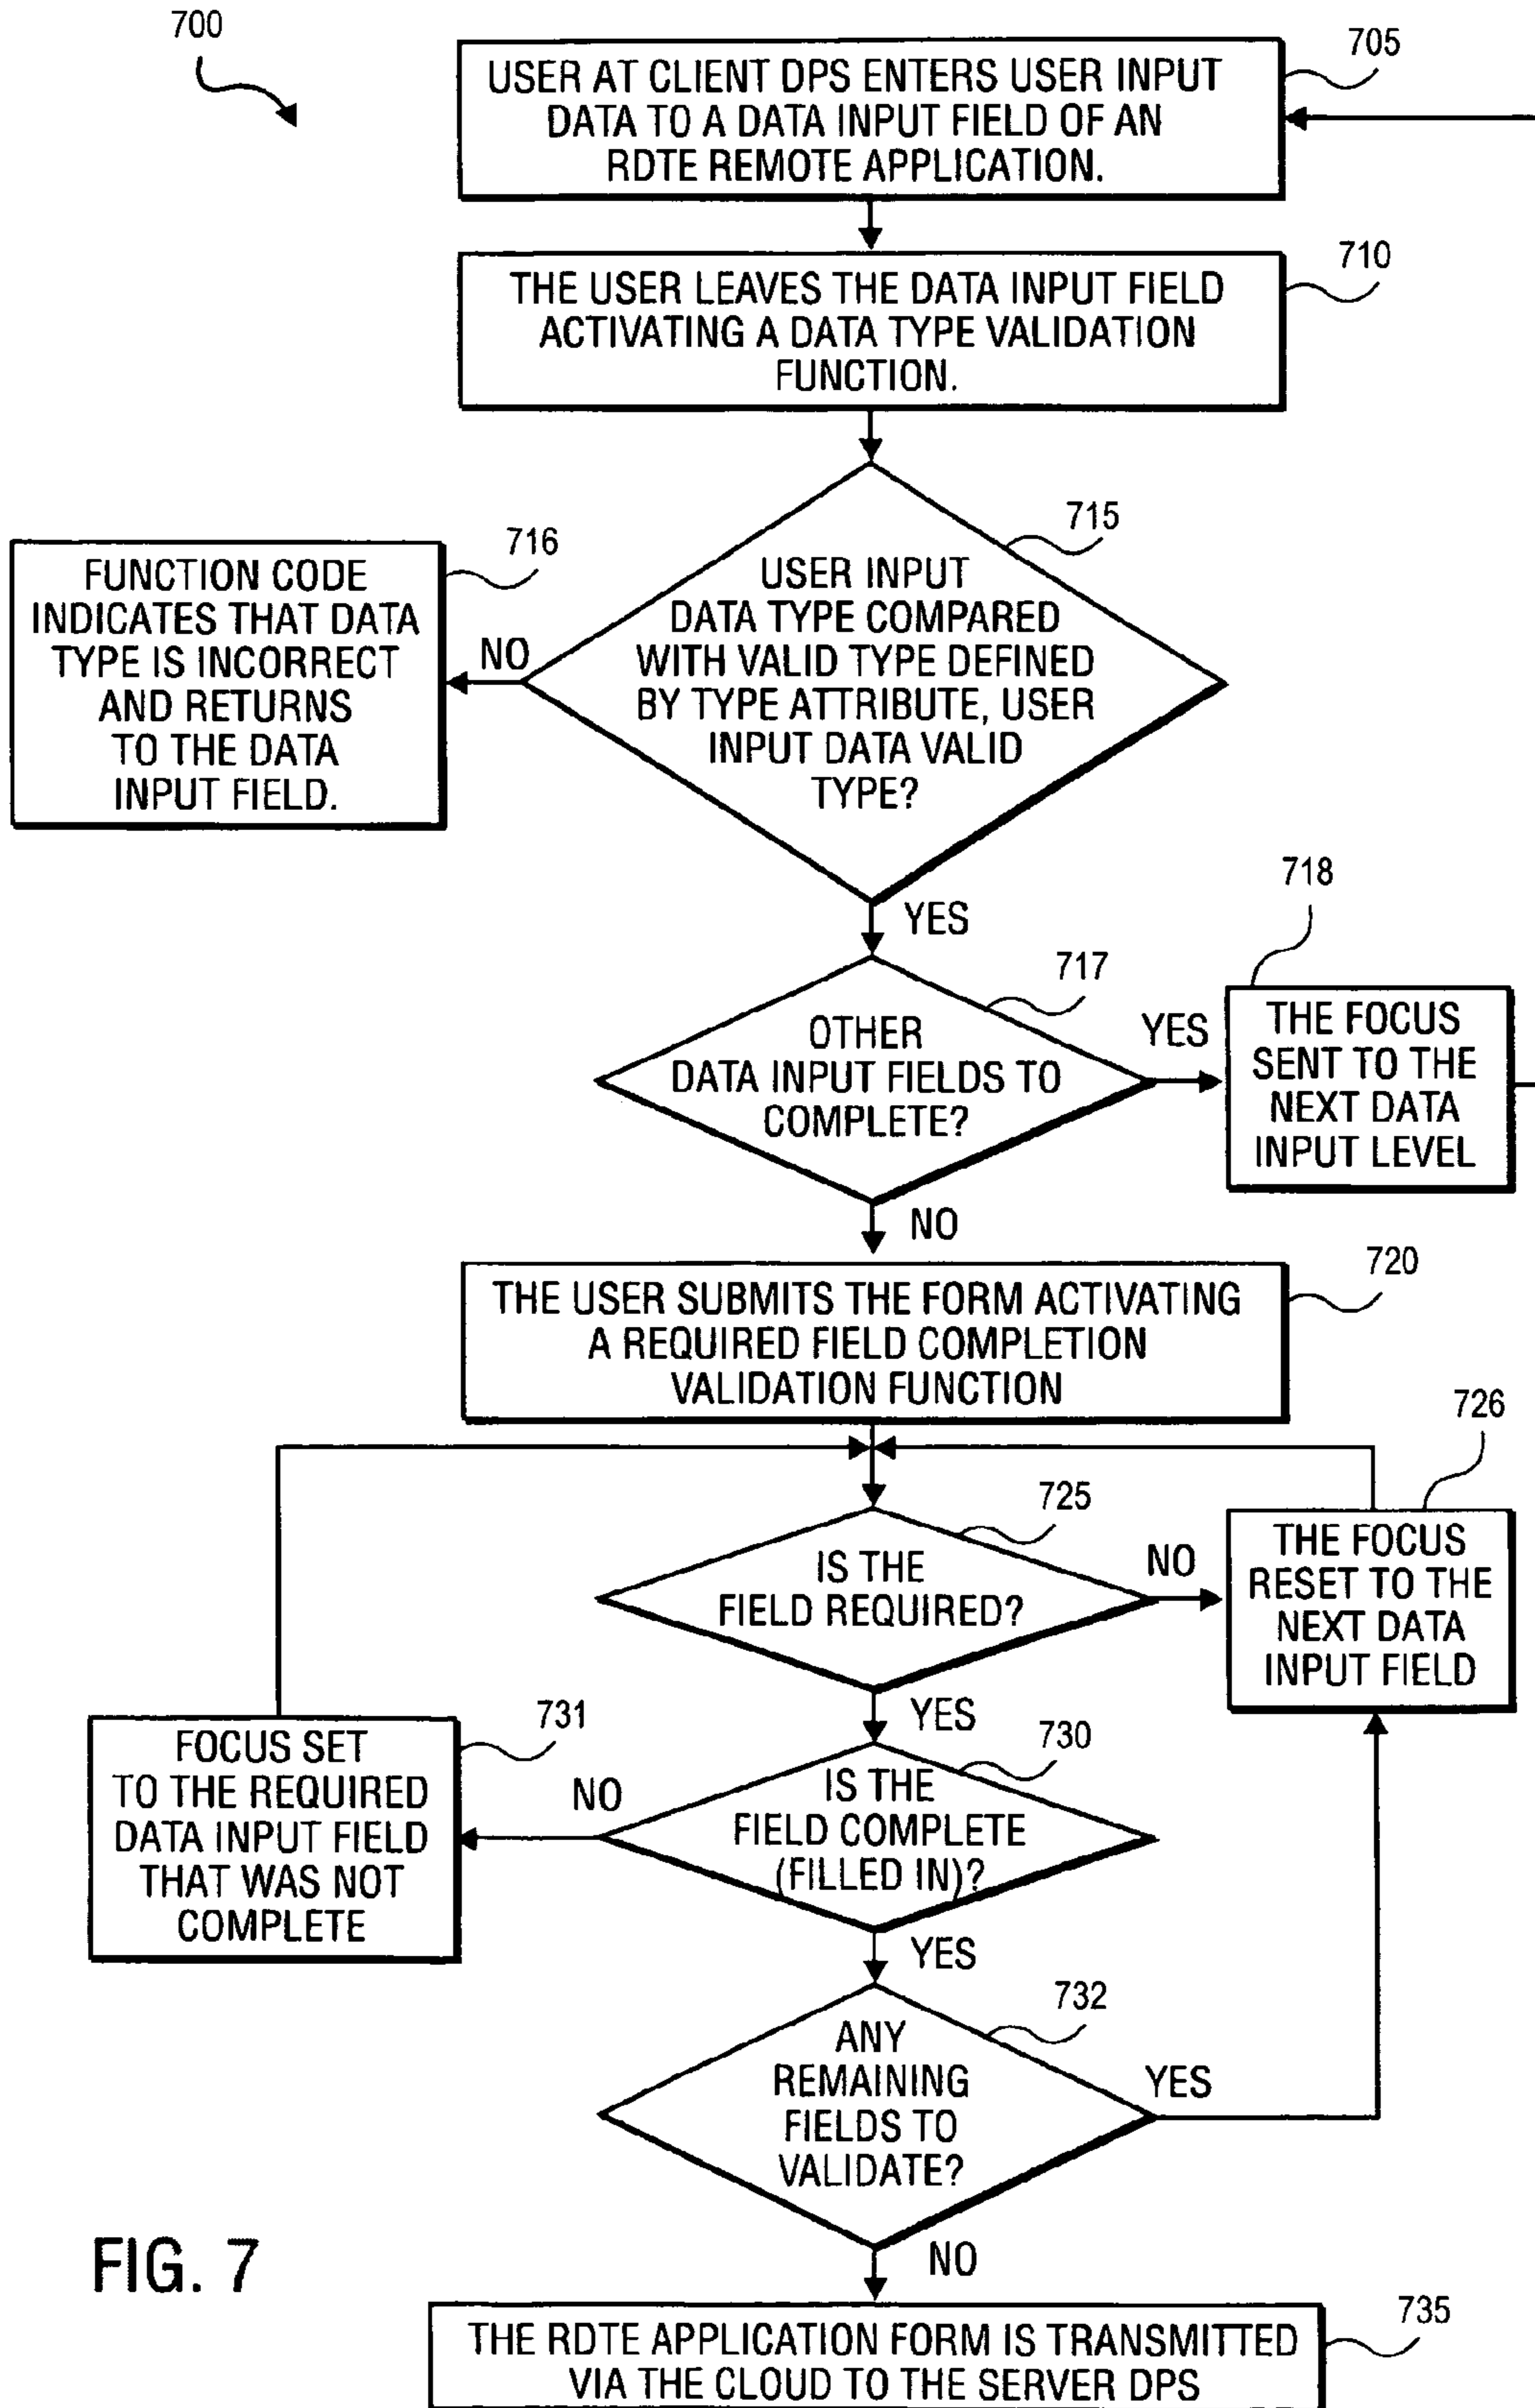 700
705
USER AT CLIENT DPS ENTERS USER INPUT
DATA TO A DATA INPUT FIELD OF AN
RDTE REMOTE APPLICATION.
710
THE USER LEAVES THE DATA INPUT FIELD
ACTIVATING A DATA TYPE VALIDATION
FUNCTION.
715
USER INPUT
DATA TYPE COMPARED
WITH VALID TYPE DEFINED
BY TYPE ATTRIBUTE, USER
INPUT DATA VALID
TYPE?
NO
716
FUNCTION CODE
INDICATES THAT DATA
TYPE IS INCORRECT
AND RETURNS
TO THE DATA
INPUT FIELD.
YES
717
OTHER
DATA INPUT FIELDS TO
COMPLETE?
YES
718
THE FOCUS
SENT TO THE
NEXT DATA
INPUT LEVEL
NO
720
THE USER SUBMITS THE FORM ACTIVATING
A REQUIRED FIELD COMPLETION
VALIDATION FUNCTION
725
IS THE
FIELD REQUIRED?
NO
726
THE FOCUS
RESET TO THE
NEXT DATA
INPUT FIELD
YES
730
IS THE
FIELD COMPLETE
(FILLED IN)?
NO
731
FOCUS SET
TO THE REQUIRED
DATA INPUT FIELD
THAT WAS NOT
COMPLETE
YES
732
ANY
REMAINING
FIELDS TO
VALIDATE?
YES
NO
735
THE RDTE APPLICATION FORM IS TRANSMITTED
VIA THE CLOUD TO THE SERVER DPS
FIG. 7